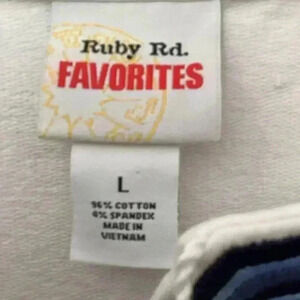 Ruby Rd.
FAVORITES
L
96% COTTON
4% SPANDEX
MADE IN
VIETNAM